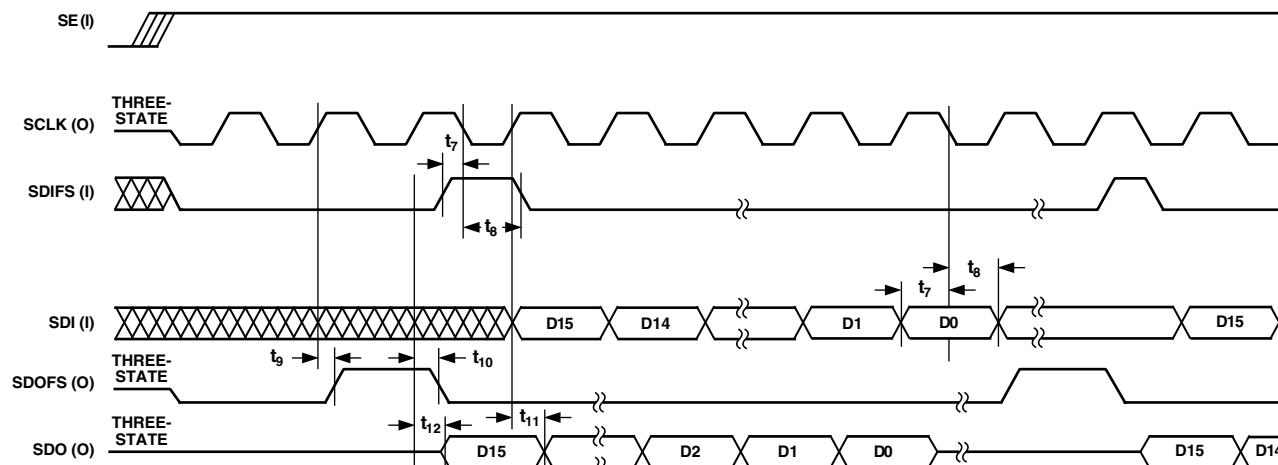 SE (I)
THREE-
STATE
SCLK (O)
t7
SDIFS (I)
t8
t8
t7
SDI (I)
D15
D14
D1
D0
D15
t9
t10
THREE-
STATE
SDOFS (O)
t12
t11
THREE-
STATE
SDO (O)
D15
D2
D1
D0
D15
D14